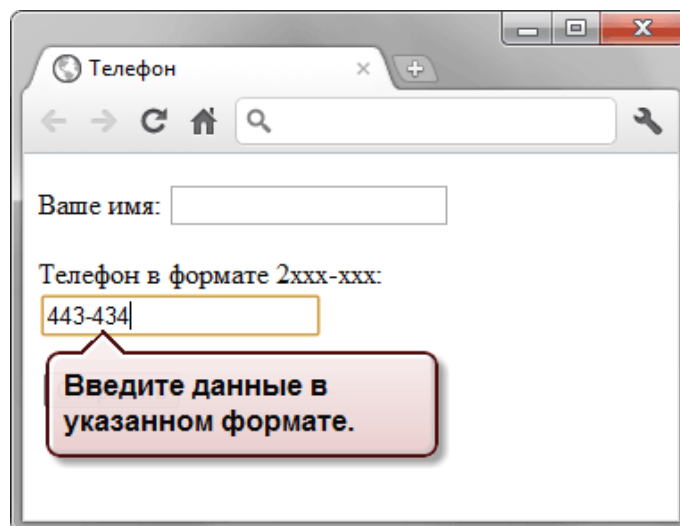 Телефон
Ваше имя:
Телефон в формате 2xxx-xxx:
443-434
Введите данные в
указанном формате.